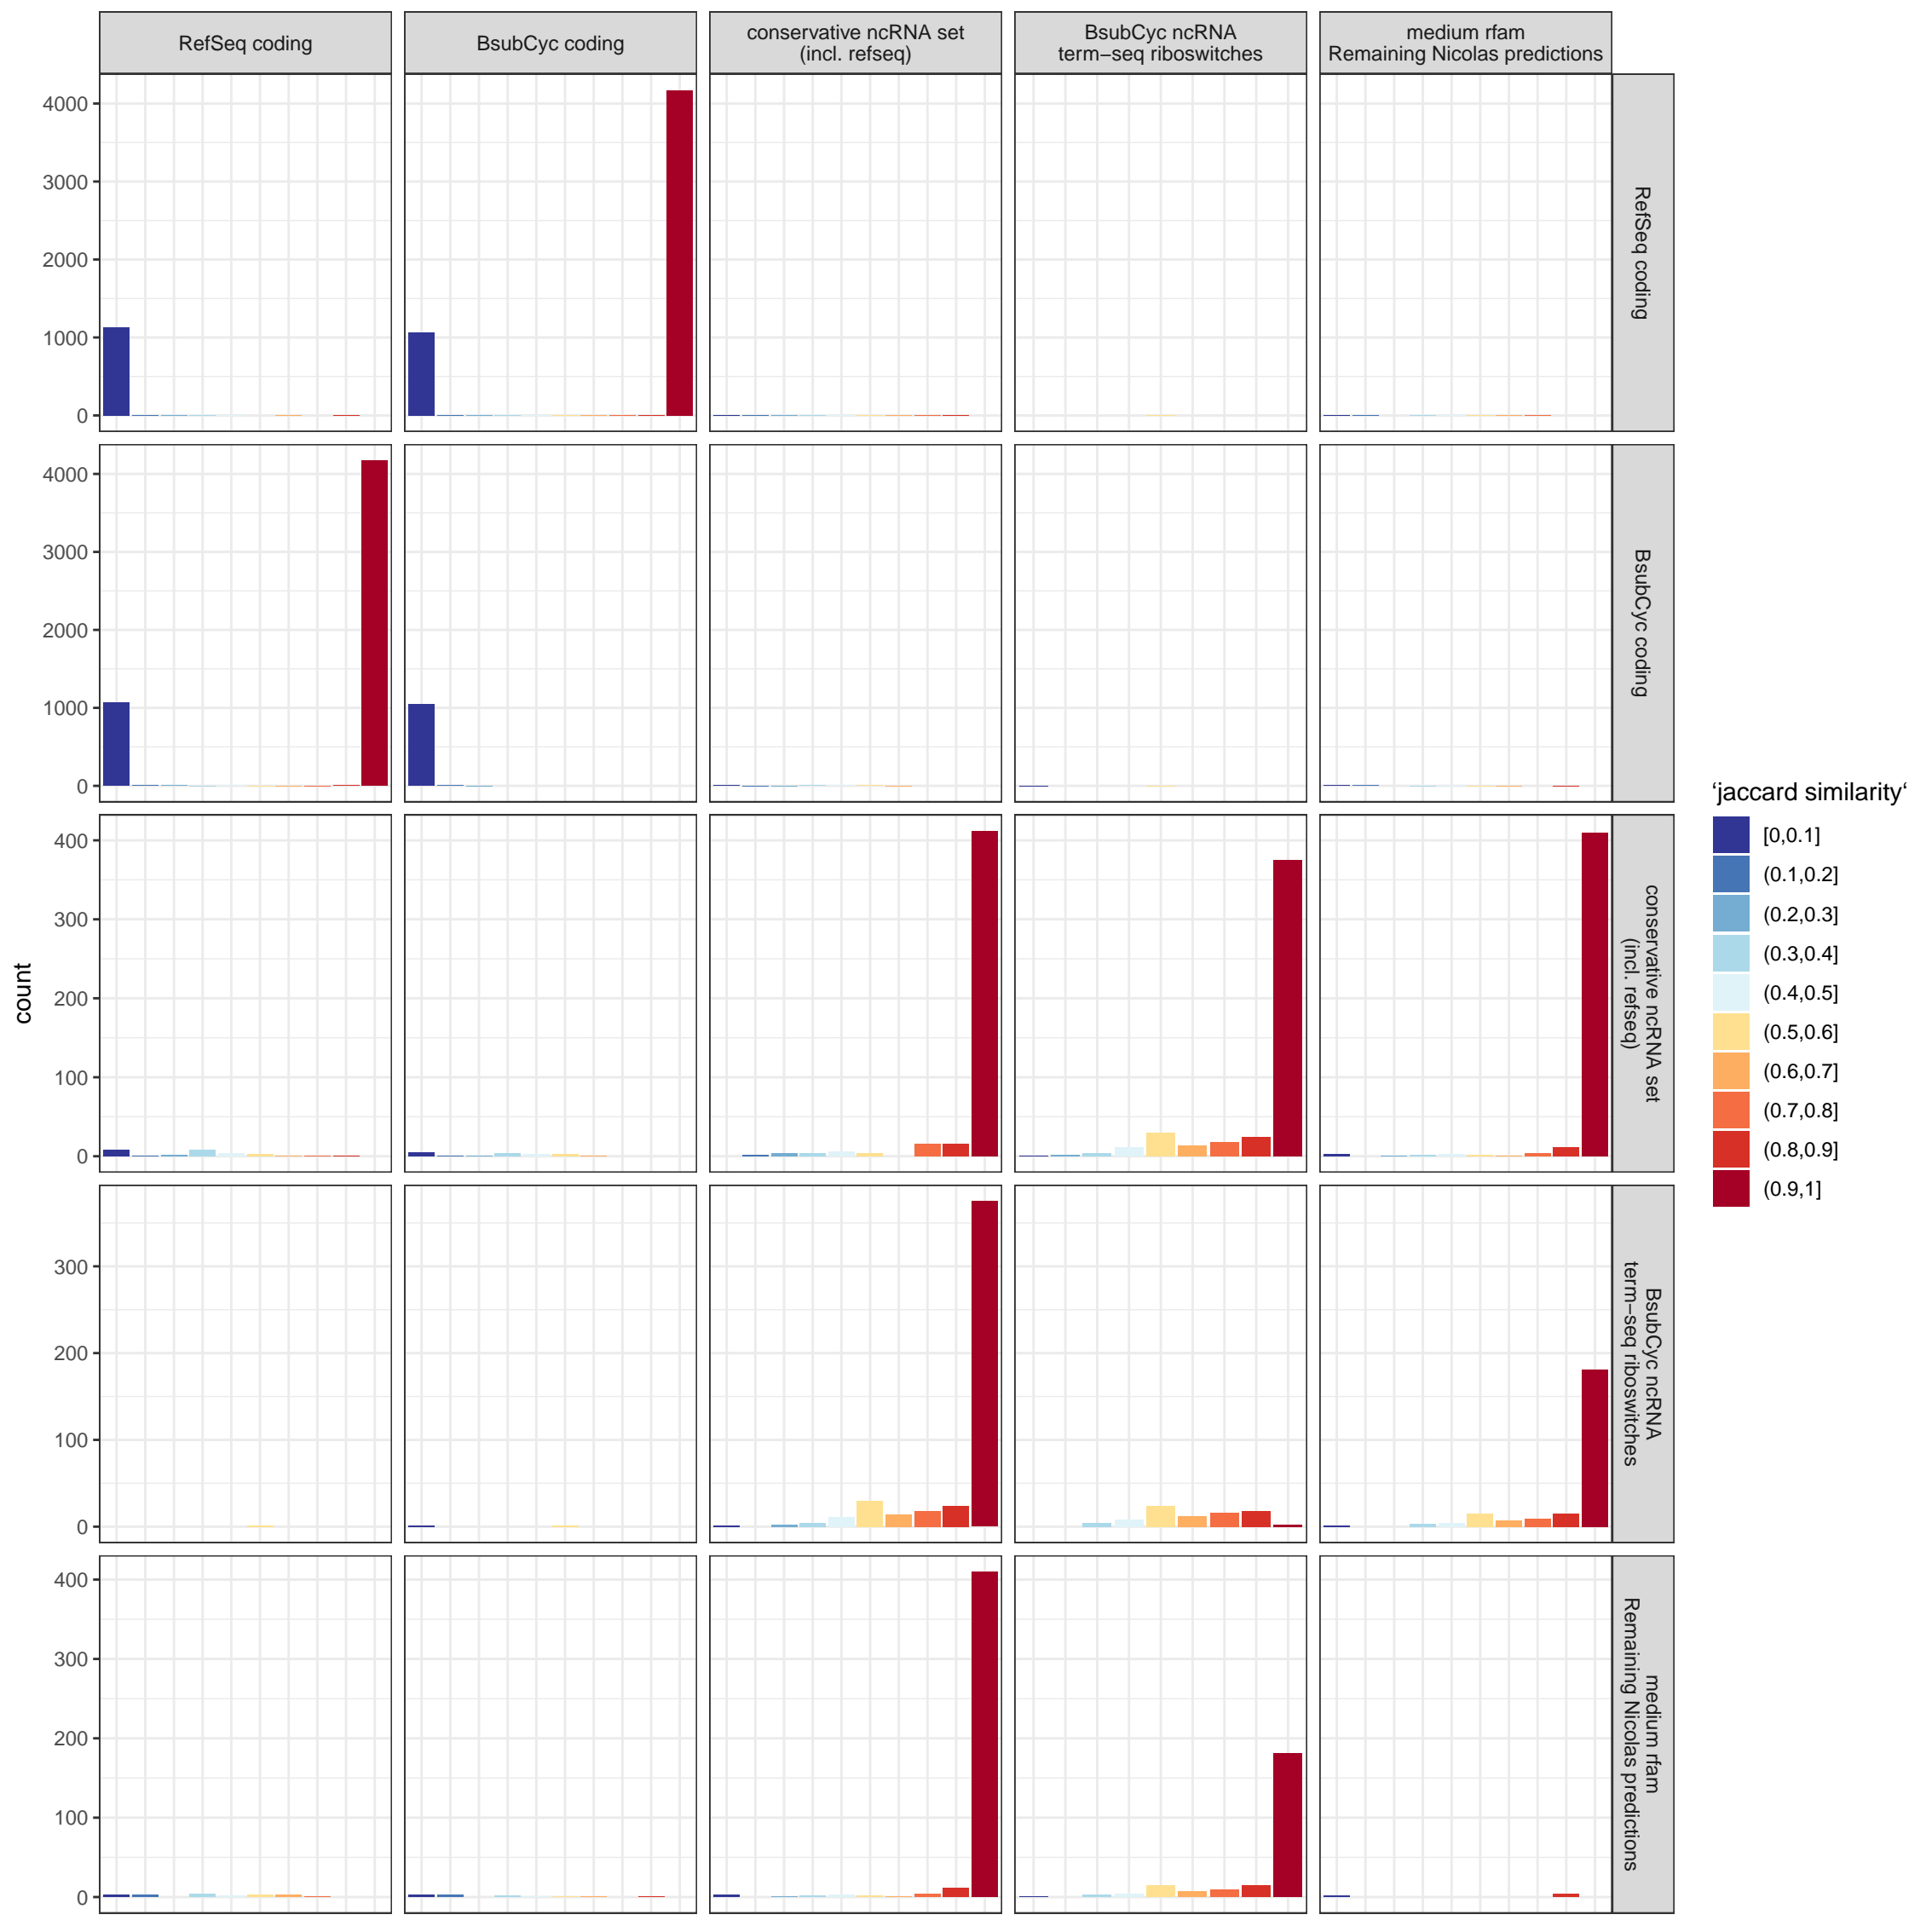 RefSeq coding
BsubCyc coding
conservative ncRNA set
(incl. refseq)
BsubCyc ncRNA
term−seq riboswitches
medium rfam
Remaining Nicolas predictions
4000
3000
2000
1000
0
RefSeq coding
4000
3000
2000
1000
0
BsubCyc coding
400
300
200
100
0
conservative ncRNA set
(incl. refseq)
300
200
100
0
BsubCyc ncRNA
term−seq riboswitches
400
300
200
100
0
medium rfam
Remaining Nicolas predictions
count
‘jaccard similarity‘
[0,0.1]
(0.1,0.2]
(0.2,0.3]
(0.3,0.4]
(0.4,0.5]
(0.5,0.6]
(0.6,0.7]
(0.7,0.8]
(0.8,0.9]
(0.9,1]